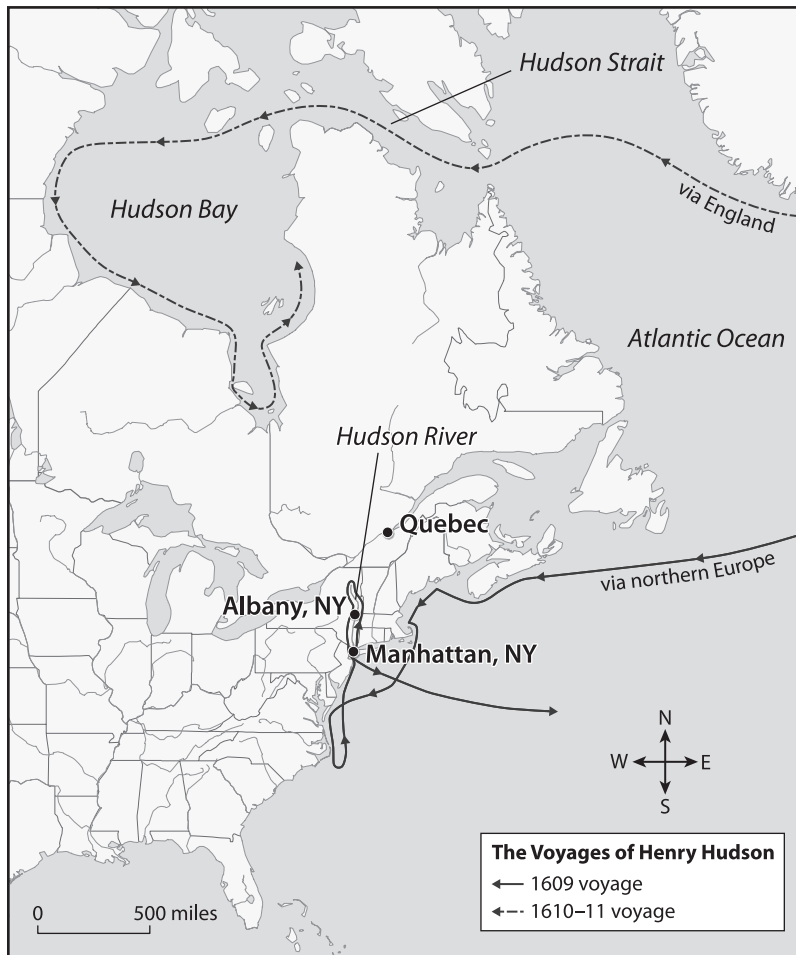 Hudson Strait
via England
Hudson Bay
Atlantic Ocean
Hudson River
Quebec
via northern Europe
Albany, NY
Manhattan, NY
N
W E
S
The Voyages of Henry Hudson
1609 voyage
1610–11 voyage
0 500 miles